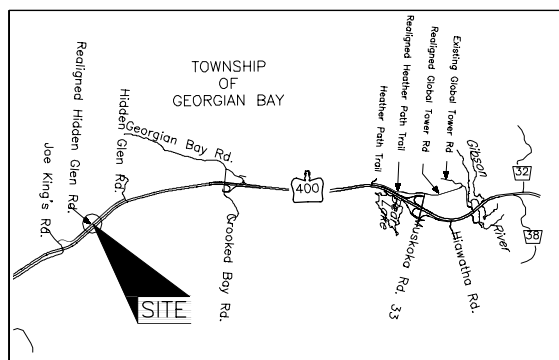 TOWNSHIP
OF
GEORGIAN BAY
Joe King's Rd.
Realigned Hidden Glen Rd.
Hidden Glen Rd.
Georgian Bay Rd.
Crooked Bay Rd.
400
Heather Path Trail
Realigned Heather Path Trail
Realigned Global Tower Rd
Existing Global Tower Rd
Gibson
River
Lake
Muskoka Rd. 33
Hiawatha Rd.
32
38
SITE